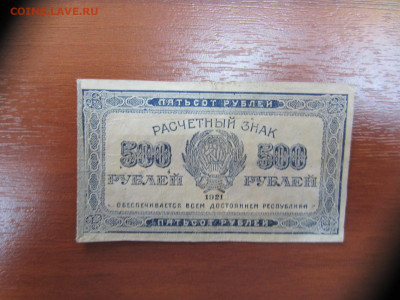 COINS.LAVE.RU
ПЯТЬСОТ РУБЛЕЙ
РАСЧЕТНЫЙ ЗНАК
500 500
РУБЛЕЙ РУБЛЕЙ
1921
ОБЕСПЕЧИВАЕТСЯ ВСЕМ ДОСТОЯНИЕМ РЕСПУБЛИКИ
ПЯТЬСОТ РУБЛЕЙ